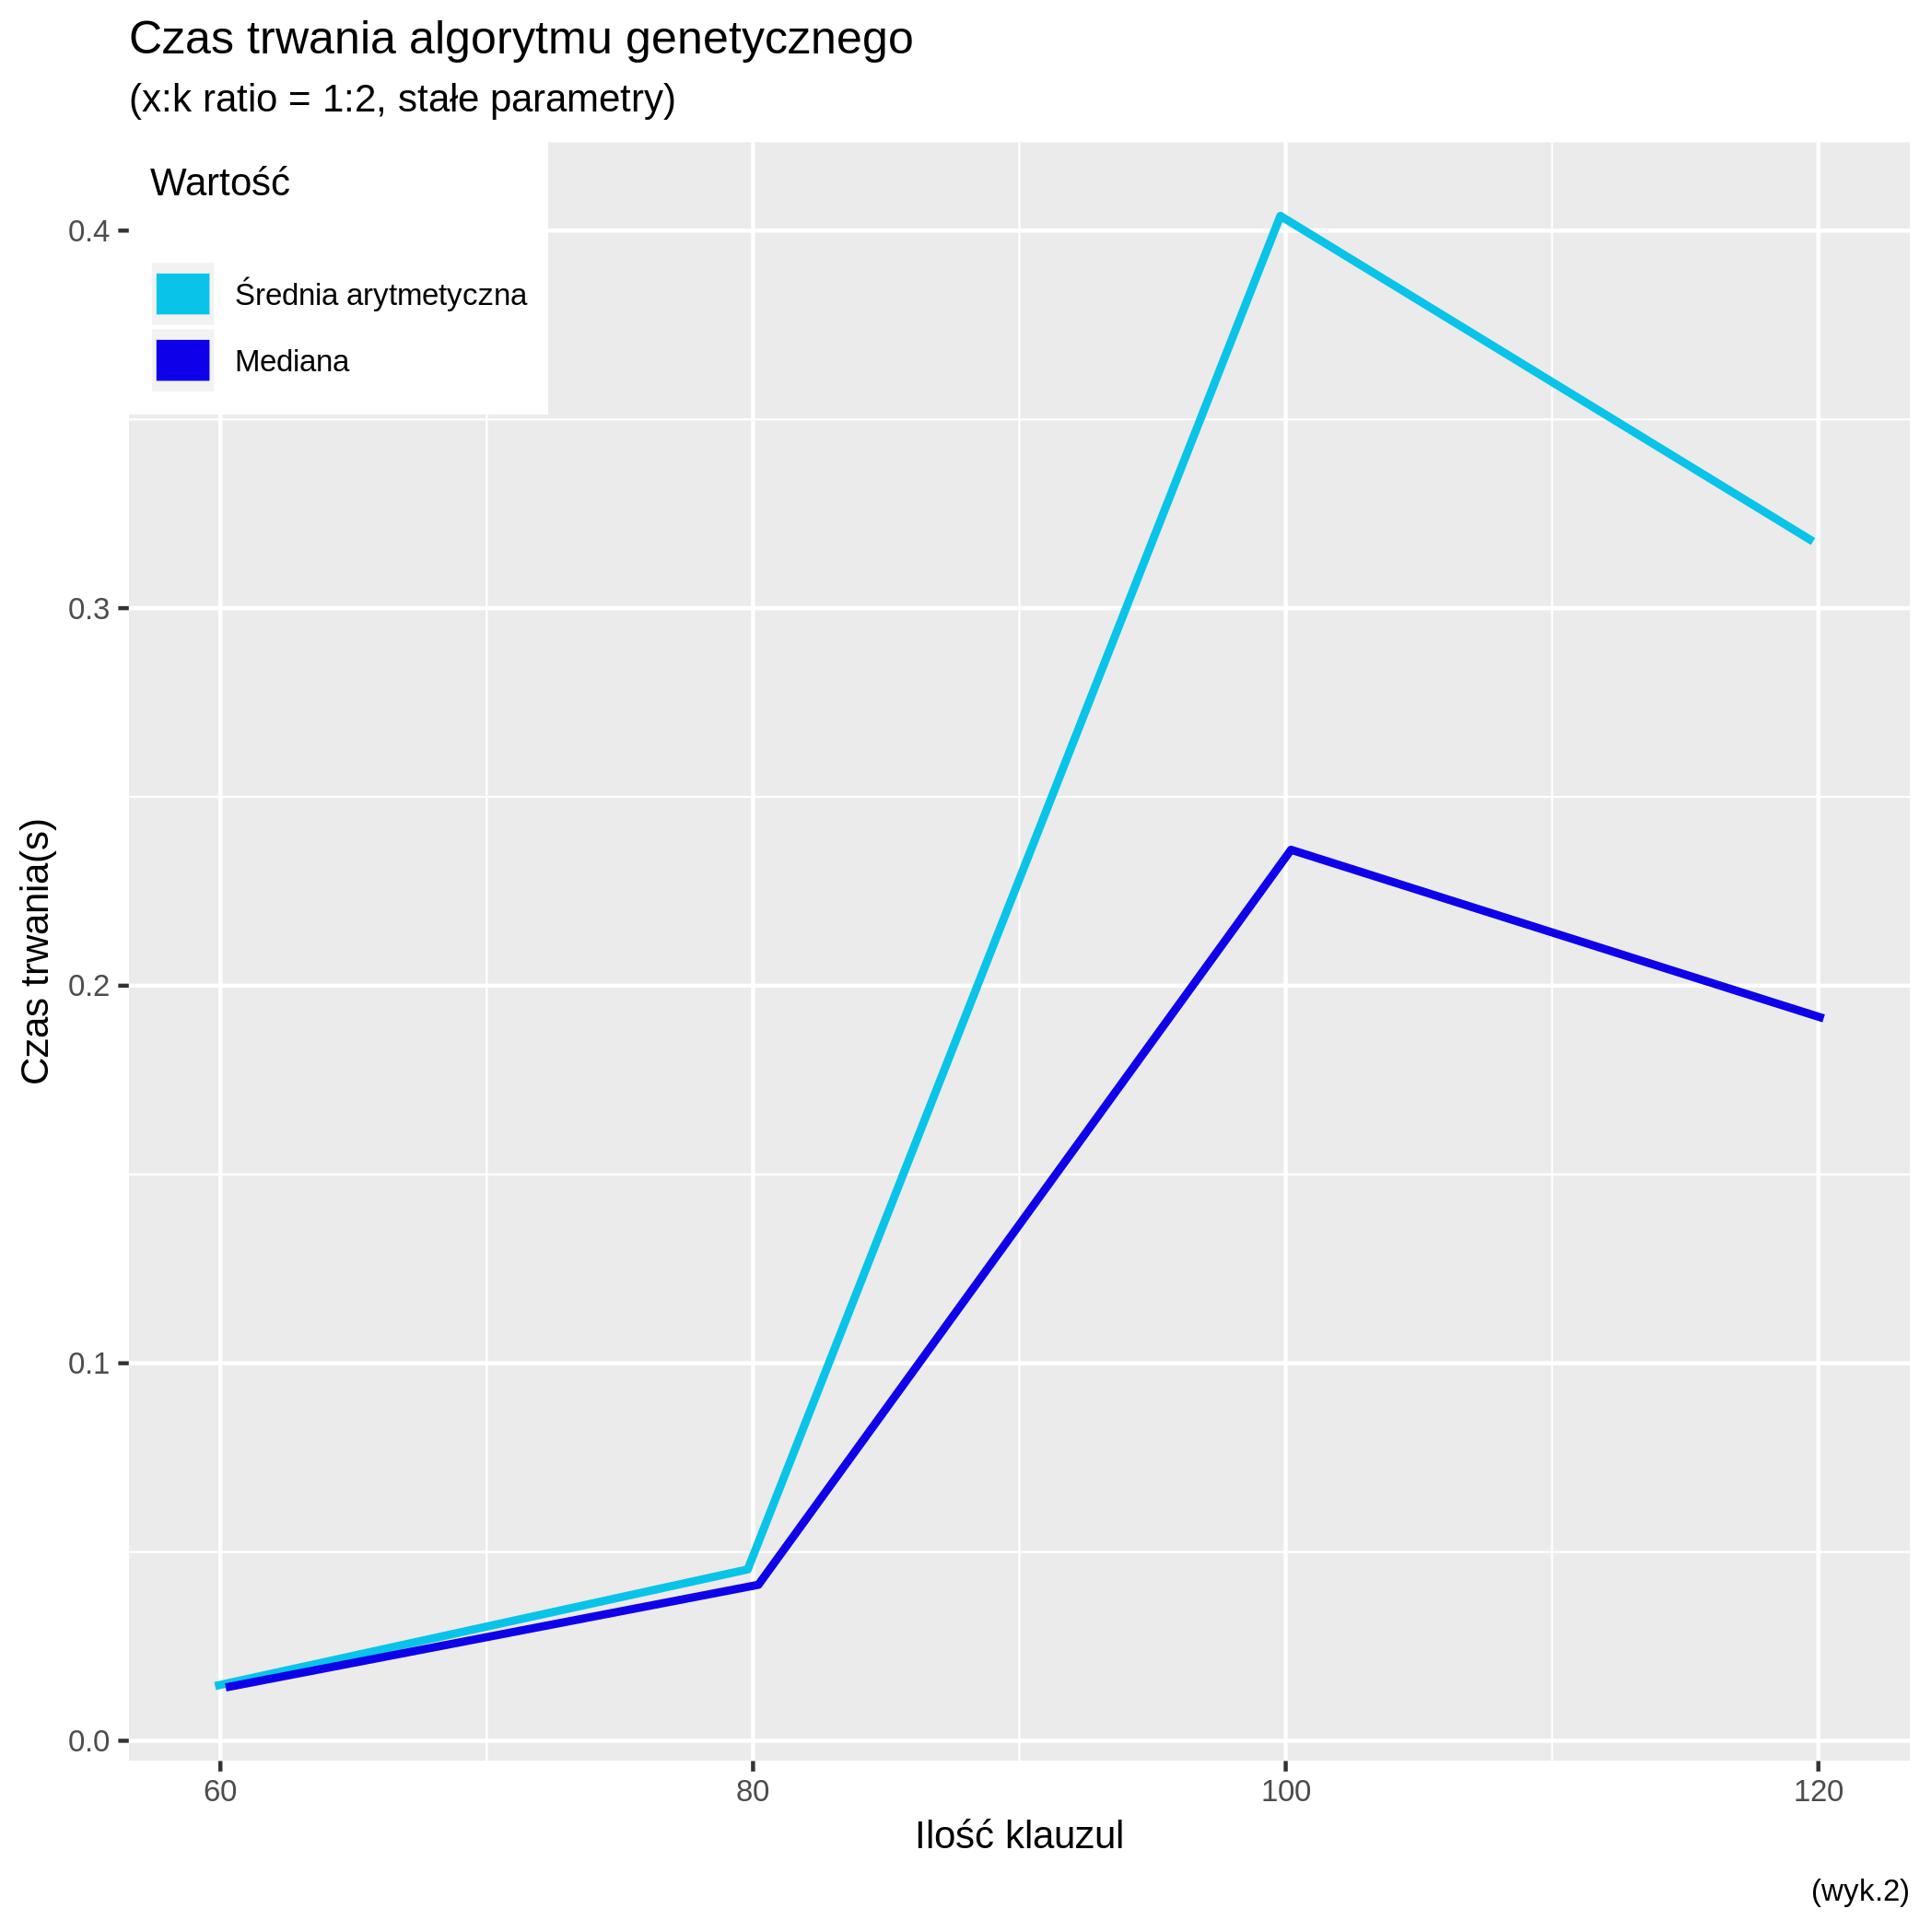 Czas trwania algorytmu genetycznego
(x:k ratio = 1:2, stałe parametry)
Wartość
Średnia arytmetyczna
Mediana
Czas trwania(s)
0.4
0.3
0.2
0.1
0.0
60
80
100
120
Ilość klauzul
(wyk.2)